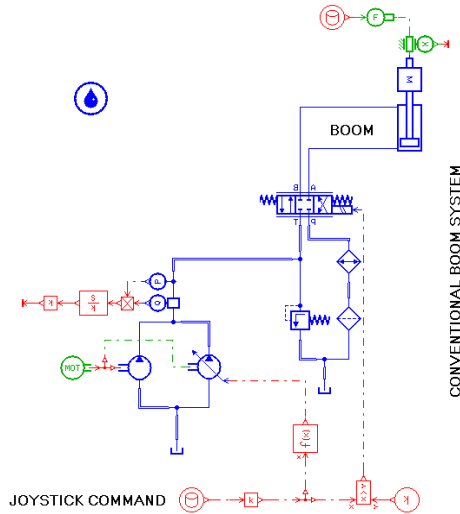 F
x
M
BOOM
B A
T P
CONVENTIONAL BOOM SYSTEM
P
Q
k
k
s
MOT
f(x)
JOYSTICK COMMAND
k
x
x<y
y
k